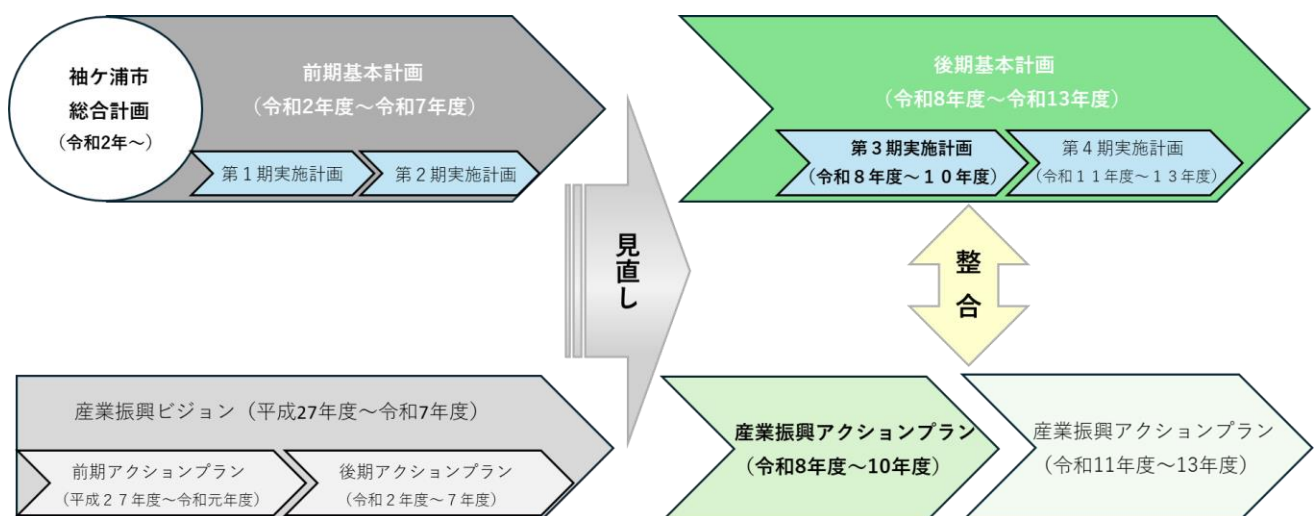 袖ケ浦市
総合計画
（令和2年～）
前期基本計画
（令和2年度～令和7年度）
第１期実施計画
第２期実施計画
見直し
後期基本計画
（令和8年度～令和13年度）
第３期実施計画
（令和８年度～１０年度）
第４期実施計画
（令和１１年度～１３年度）
整合
産業振興ビジョン（平成27年度～令和7年度）
前期アクションプラン
（平成２７年度～令和元年度）
後期アクションプラン
（令和２年度～７年度）
産業振興アクションプラン
（令和8年度～10年度）
産業振興アクションプラン
（令和11年度～13年度）